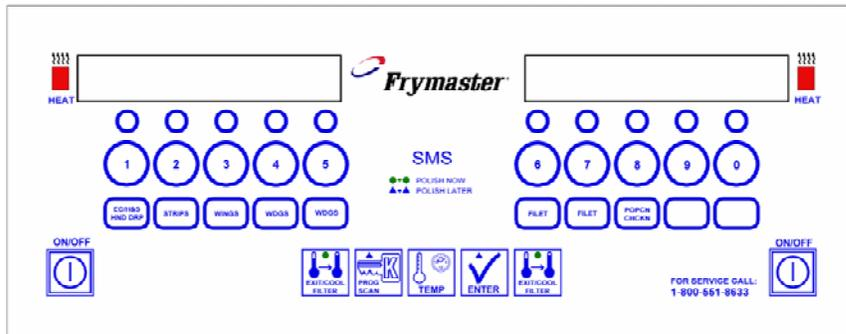 Frymaster
HEAT
HEAT
1 2 3 4 5
SMS
6 7 8 9 0
POLISH NOW
POLISH LATER
HND DRP
STRIPS
WINGS
WDGS
WDGS
FILET
FILET
POPCN
CHCKN
ON/OFF
ON/OFF
EXIT/COOL
FILTER
PROG
SCAN
K
TEMP
ENTER
EXIT/COOL
FILTER
FOR SERVICE CALL:
1-800-551-8633